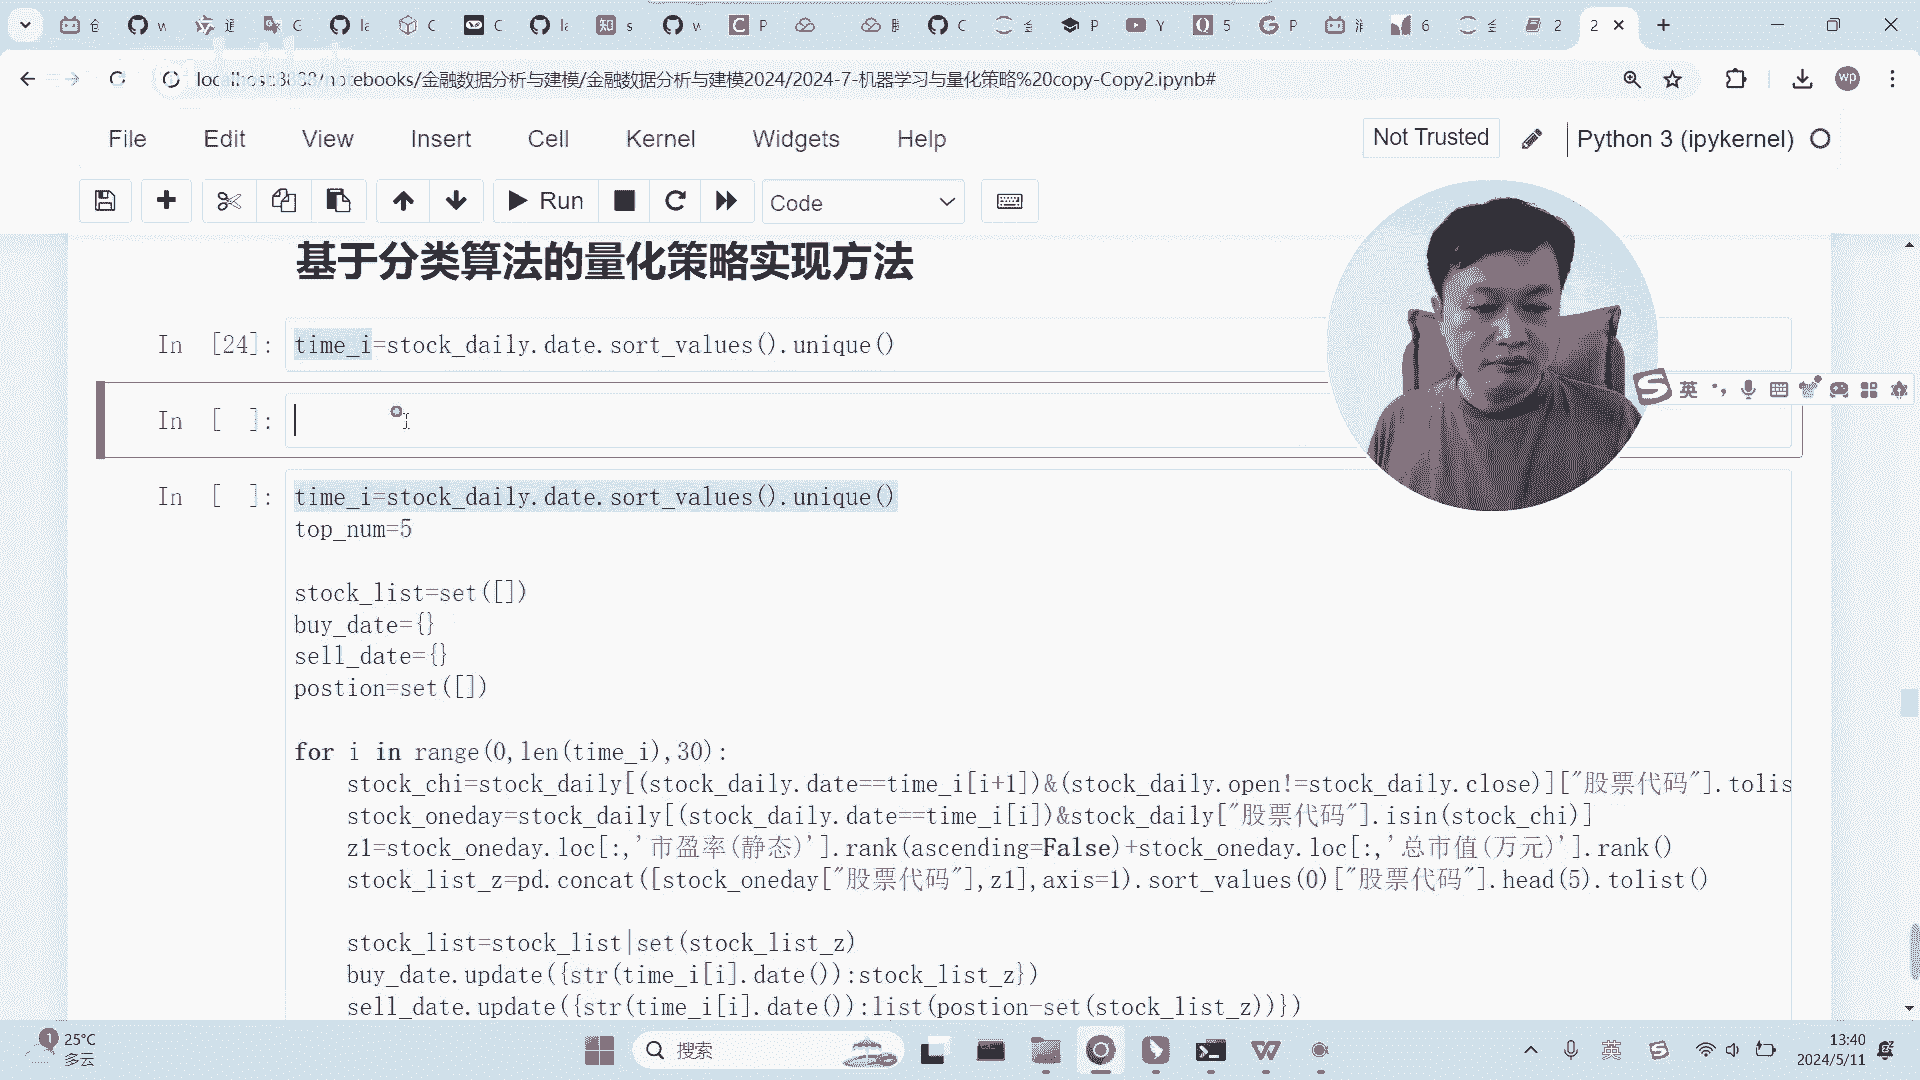 localhost:8888/notebooks/金融数据分析与建模/金融数据分析与建模2024/2024-7-机器学习与量化策略%20copy-Copy2.ipynb#
File Edit View Insert Cell Kernel Widgets Help
Not Trusted
Python 3 (ipykernel)
Run
Code
基于分类算法的量化策略实现方法
In [24]: time_i=stock_daily.date.sort_values().unique()
In [ ]:
In [ ]: time_i=stock_daily.date.sort_values().unique()
top_num=5
stock_list=set([])
buy_date={}
sell_date={}
postion=set([])
for i in range(0,len(time_i),30):
stock_chi=stock_daily[(stock_daily.date==time_i[i+1])&(stock_daily.open!=stock_daily.close)]["股票代码"].tolis
stock_oneday=stock_daily[(stock_daily.date==time_i[i])&stock_daily["股票代码"].isin(stock_chi)]
z1=stock_oneday.loc[:,'市盈率(静态)'].rank(ascending=False)+stock_oneday.loc[:,'总市值(万元)'].rank()
stock_list_z=pd.concat([stock_oneday["股票代码"],z1],axis=1).sort_values(0)["股票代码"].head(5).tolist()
stock_list=stock_list|set(stock_list_z)
buy_date.update({str(time_i[i].date()):stock_list_z})
sell_date.update({str(time_i[i].date()):list(postion-set(stock_list_z))})
英
25°C
多云
搜索
英
13:40
2024/5/11